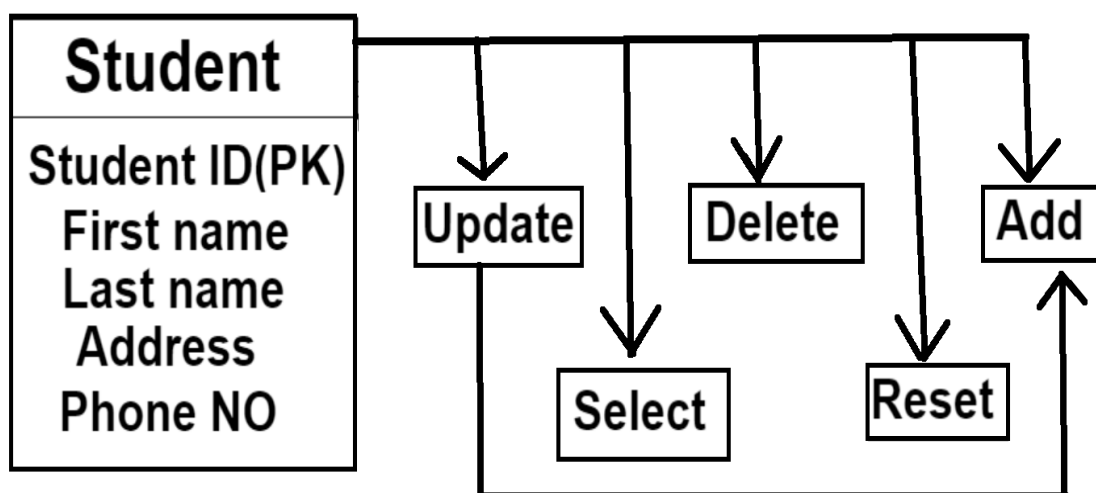 Student
Student ID(PK)
First name
Last name
Address
Phone NO
Update
Delete
Add
Select
Reset